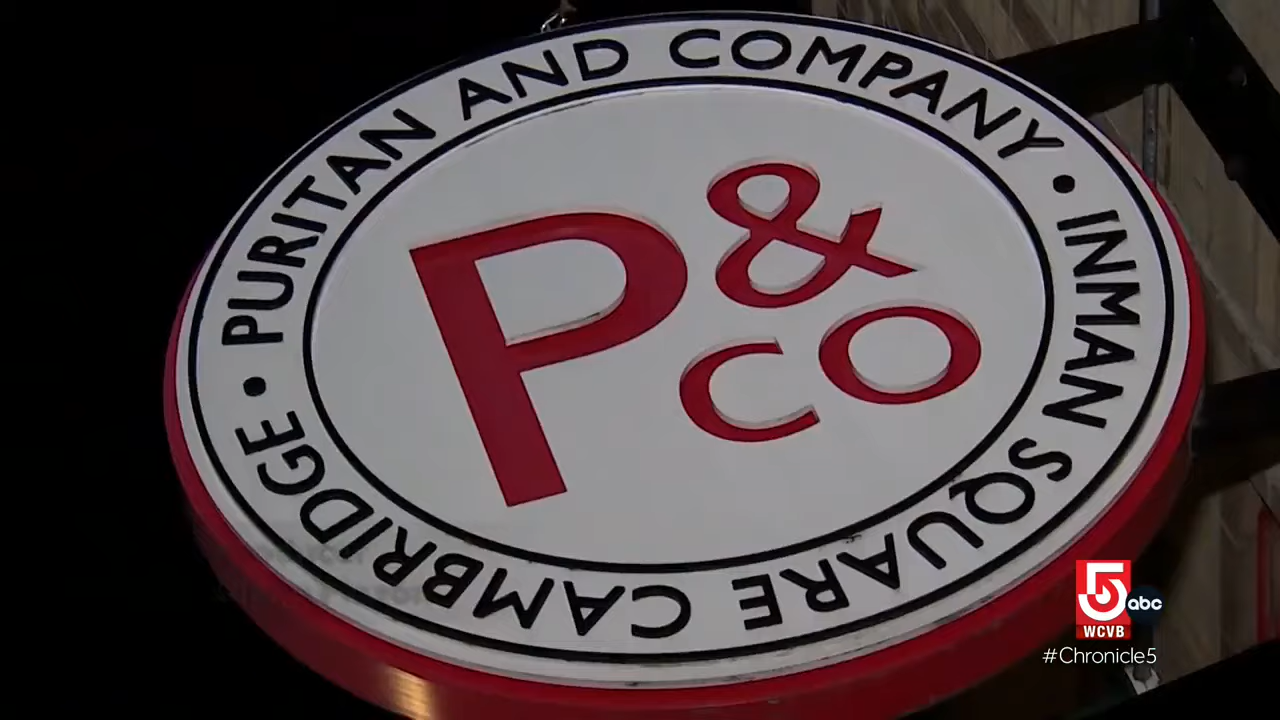 PURITAN AND COMPANY • INMAN SQUARE CAMBRIDGE •
P&
CO
5
abc
WCVB
#Chronicle5